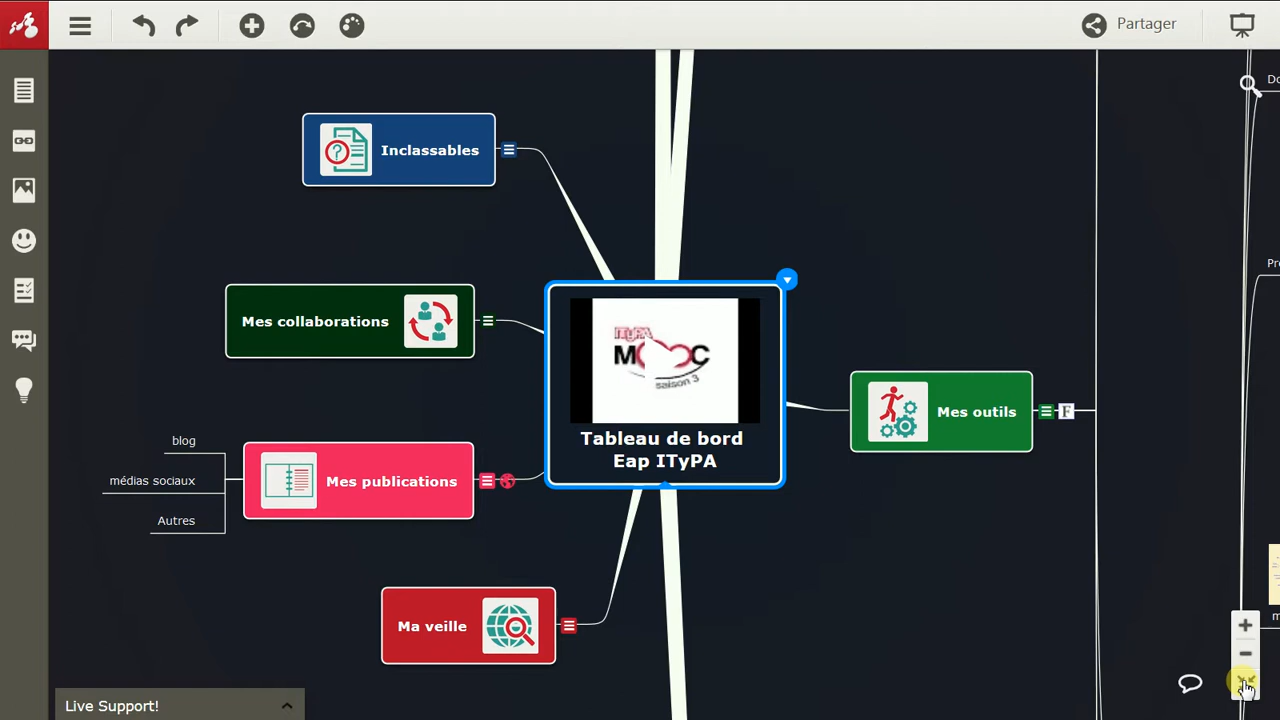 Partager
Inclassables
Mes collaborations
ITyPA
MOOC
saison 3
Tableau de bord
Eap ITyPA
Mes outils
F
blog
médias sociaux
Autres
Mes publications
Ma veille
Live Support!